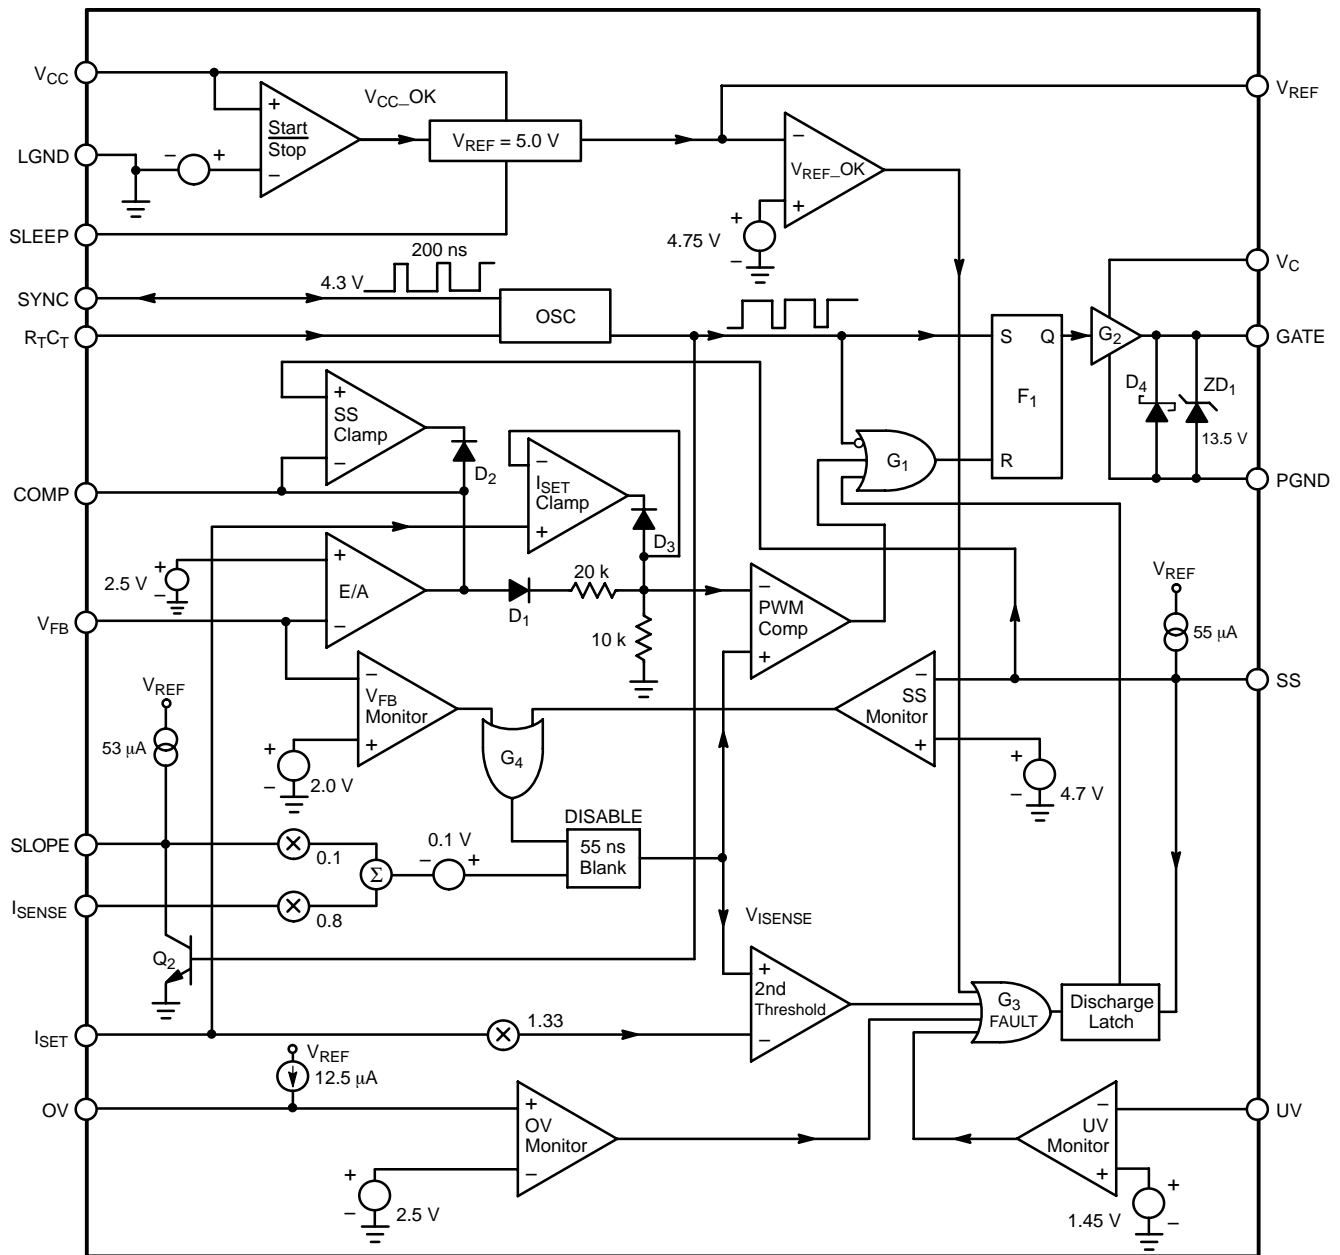 VCC
VCC_OK
VREF
+
Start
Stop
−
VREF = 5.0 V
−
VREF_OK
+
LGND
− +
SLEEP
+
4.75 V
−
200 ns
4.3 V
VC
SYNC
OSC
RTCT
S Q
F1
R
G2
GATE
D4
ZD1
13.5 V
+
SS
Clamp
−
D2
−
ISET
Clamp
+
D3
G1
COMP
PGND
+
2.5 V
−
+
E/A
−
D1
20 k
10 k
−
PWM
Comp
+
VREF
55 µA
VFB
SS
−
VFB
Monitor
+
−
SS
Monitor
+
VREF
53 µA
+
−
2.0 V
G4
+
−
4.7 V
DISABLE
SLOPE
0.1
0.1 V
− +
55 ns
Blank
Σ
ISENSE
0.8
VISENSE
Q2
+
2nd
Threshold
−
G3
FAULT
Discharge
Latch
ISET
1.33
VREF
12.5 µA
OV
+
OV
Monitor
−
−
UV
Monitor
+
UV
+
−
2.5 V
+
−
1.45 V